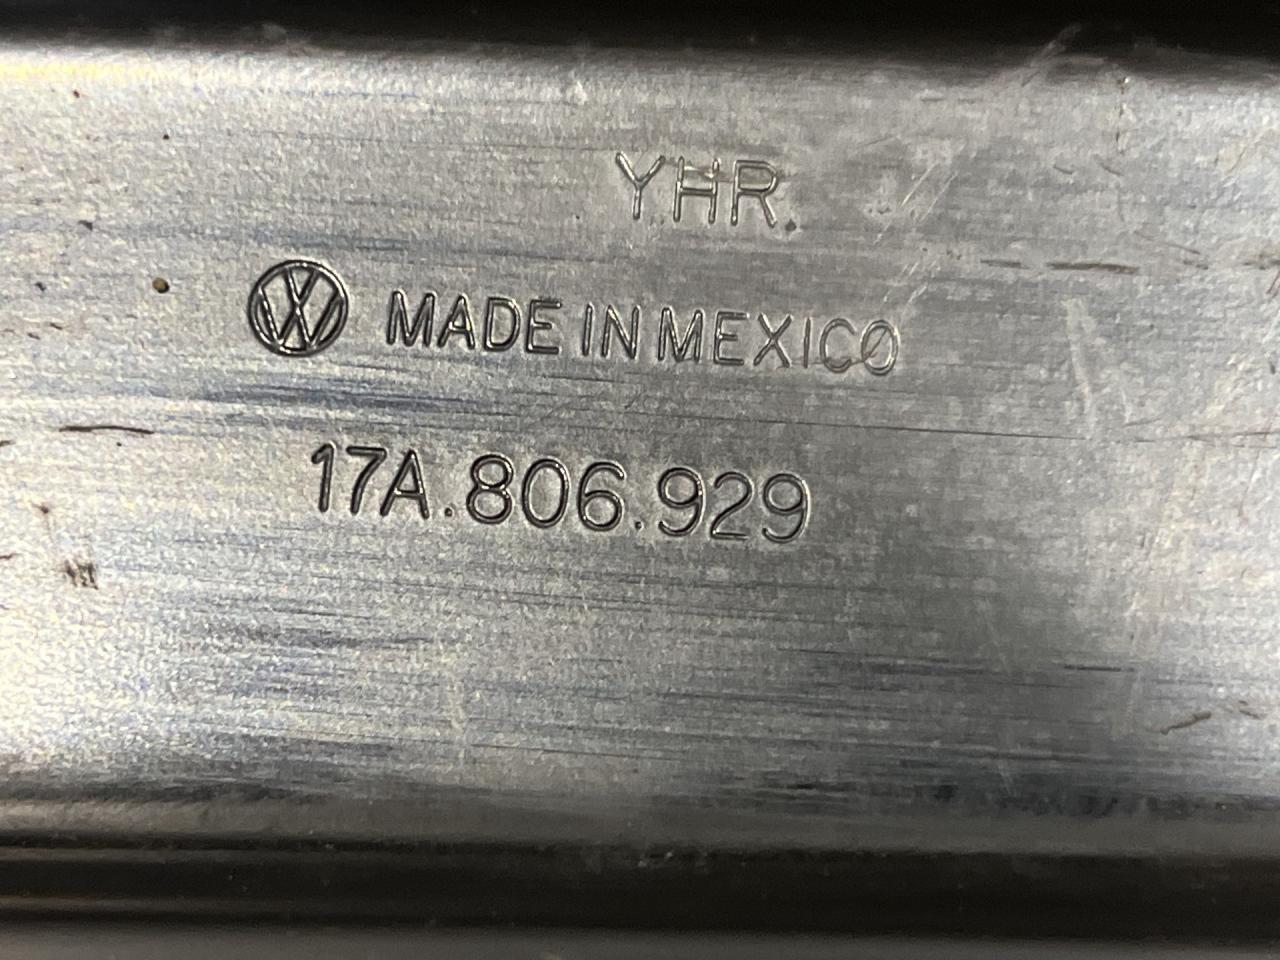 YHR.
MADE IN MEXICO
17A.806.929